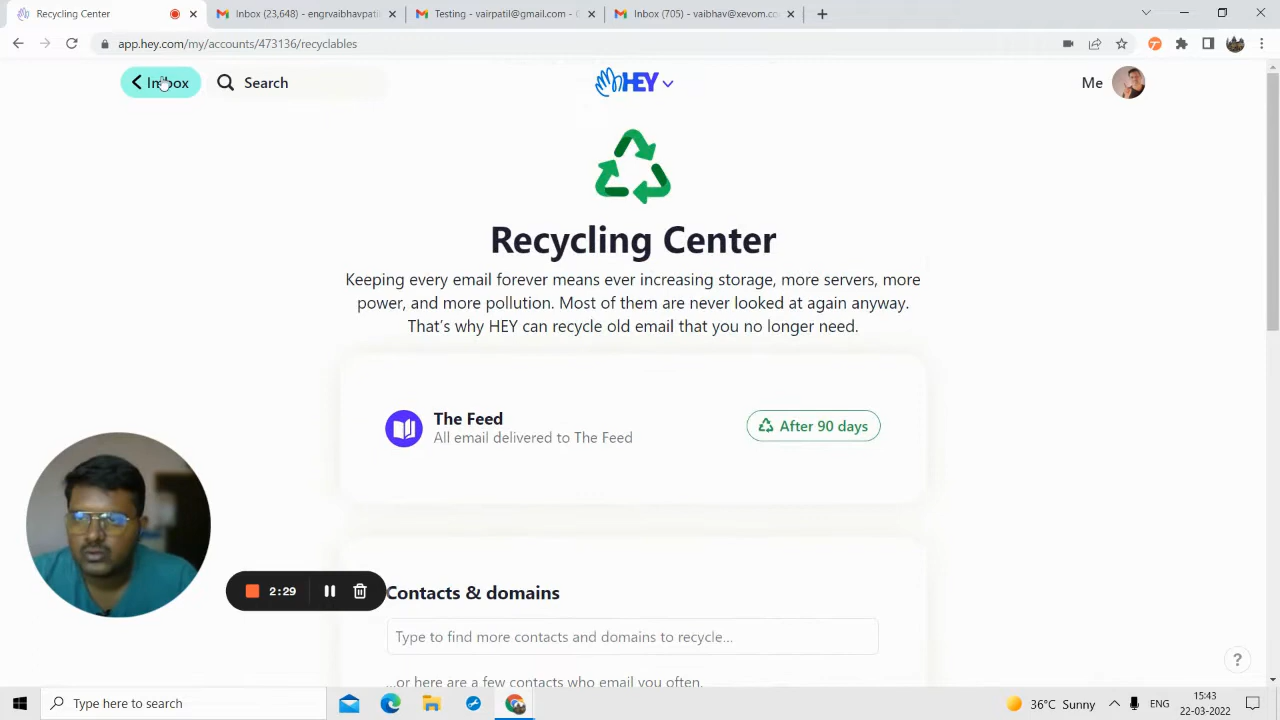 Recycling Center
Inbox (23,648) - engrvaibhavpati
Testing - vairpatil@gmail.com -
Inbox (705) - vaibhav@xevom.co
app.hey.com/my/accounts/473136/recyclables
Inbox
Search
HEY
Me
Recycling Center
Keeping every email forever means ever increasing storage, more servers, more
power, and more pollution. Most of them are never looked at again anyway.
That's why HEY can recycle old email that you no longer need.
The Feed
All email delivered to The Feed
After 90 days
2:29
Contacts & domains
Type to find more contacts and domains to recycle...
...or here are a few contacts who email you often.
?
Type here to search
36°C Sunny
ENG
15:43
22-03-2022